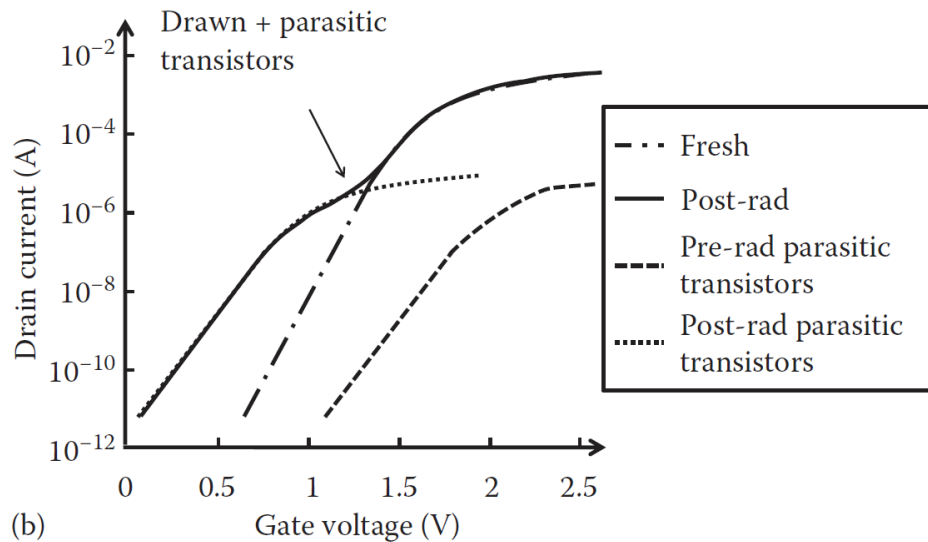 Drawn + parasitic
transistors
10⁻²
10⁻⁴
10⁻⁶
10⁻⁸
10⁻¹⁰
10⁻¹²
Drain current (A)
0 0.5 1 1.5 2 2.5
(b) Gate voltage (V)
Fresh
Post-rad
Pre-rad parasitic
transistors
Post-rad parasitic
transistors